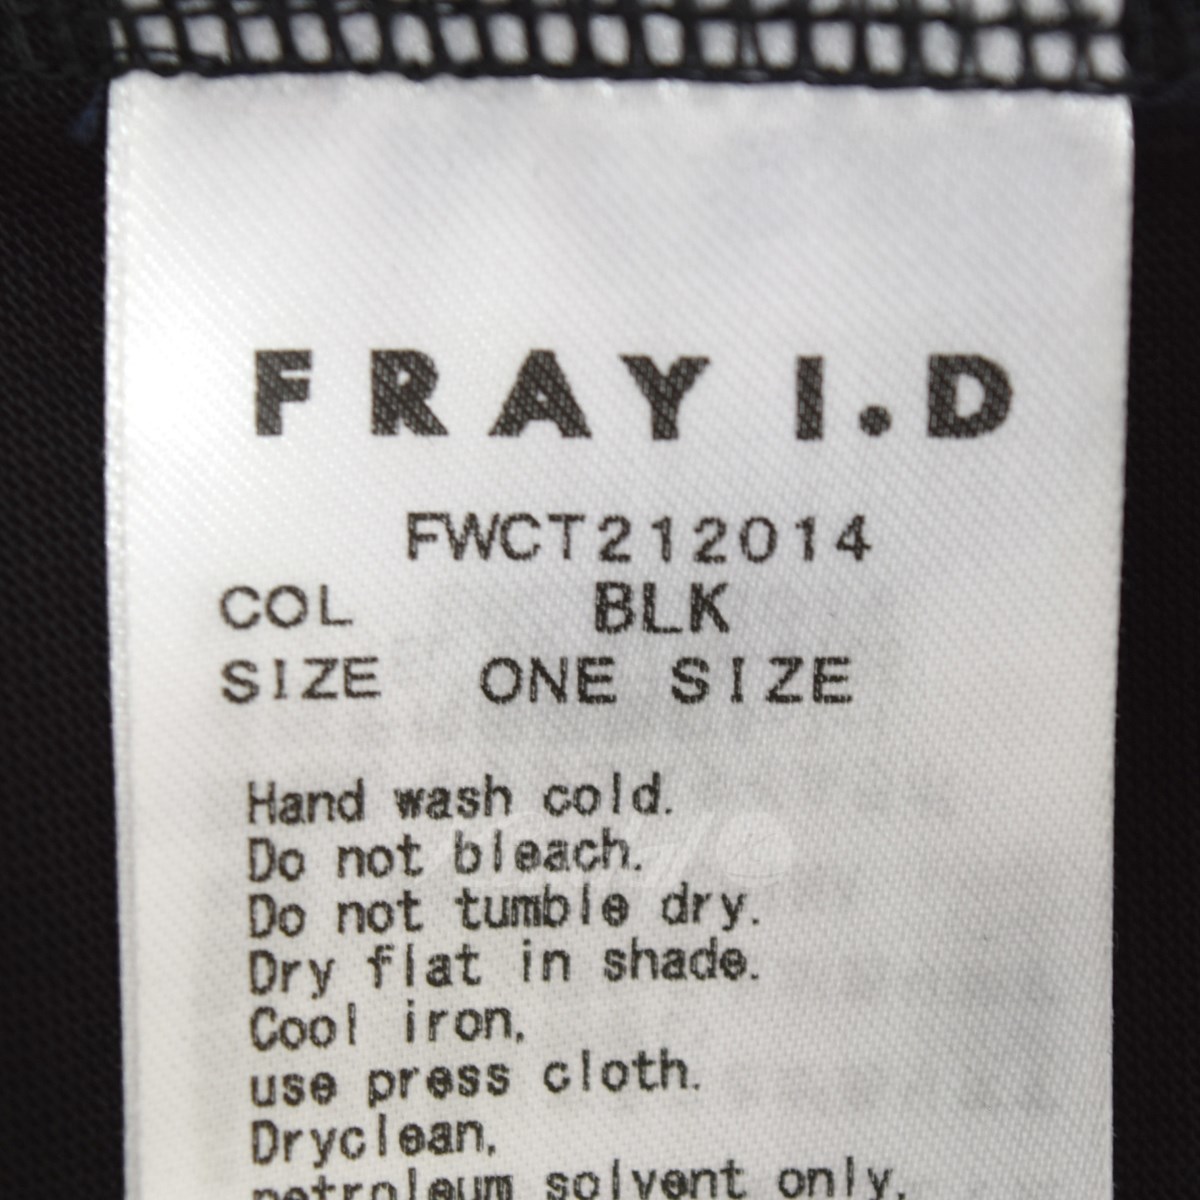 FRAY I.D
FWCT212014
COL BLK
SIZE ONE SIZE
Hand wash cold.
Do not bleach.
Do not tumble dry.
Dry flat in shade.
Cool iron,
use press cloth.
Dryclean,
petroleum solvent only,